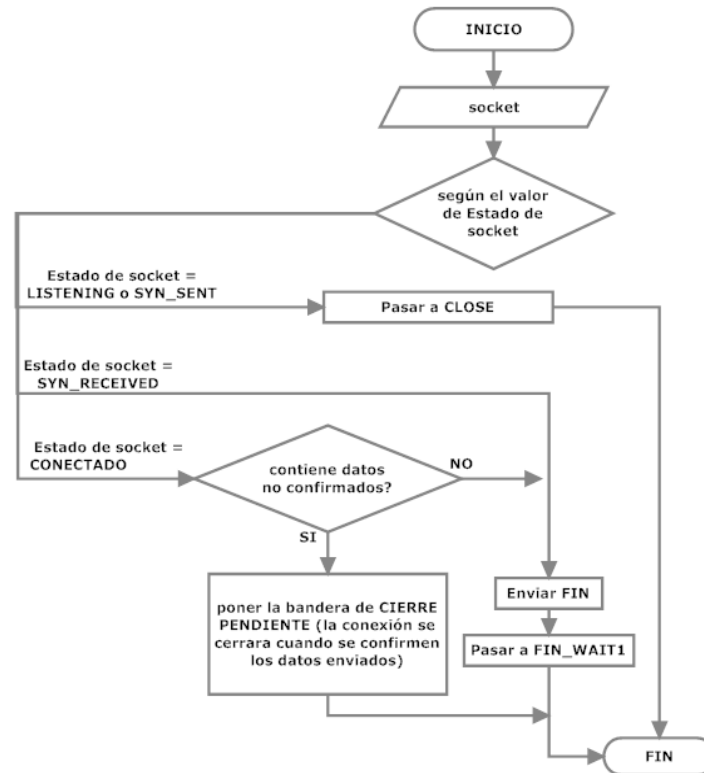 INICIO
socket
según el valor
de Estado de
socket
Estado de socket =
LISTENING o SYN_SENT
Pasar a CLOSE
Estado de socket =
SYN_RECEIVED
Estado de socket =
CONECTADO
contiene datos
no confirmados?
NO
SI
poner la bandera de CIERRE
PENDIENTE (la conexión se
cerrara cuando se confirmen
los datos enviados)
Enviar FIN
Pasar a FIN_WAIT1
FIN